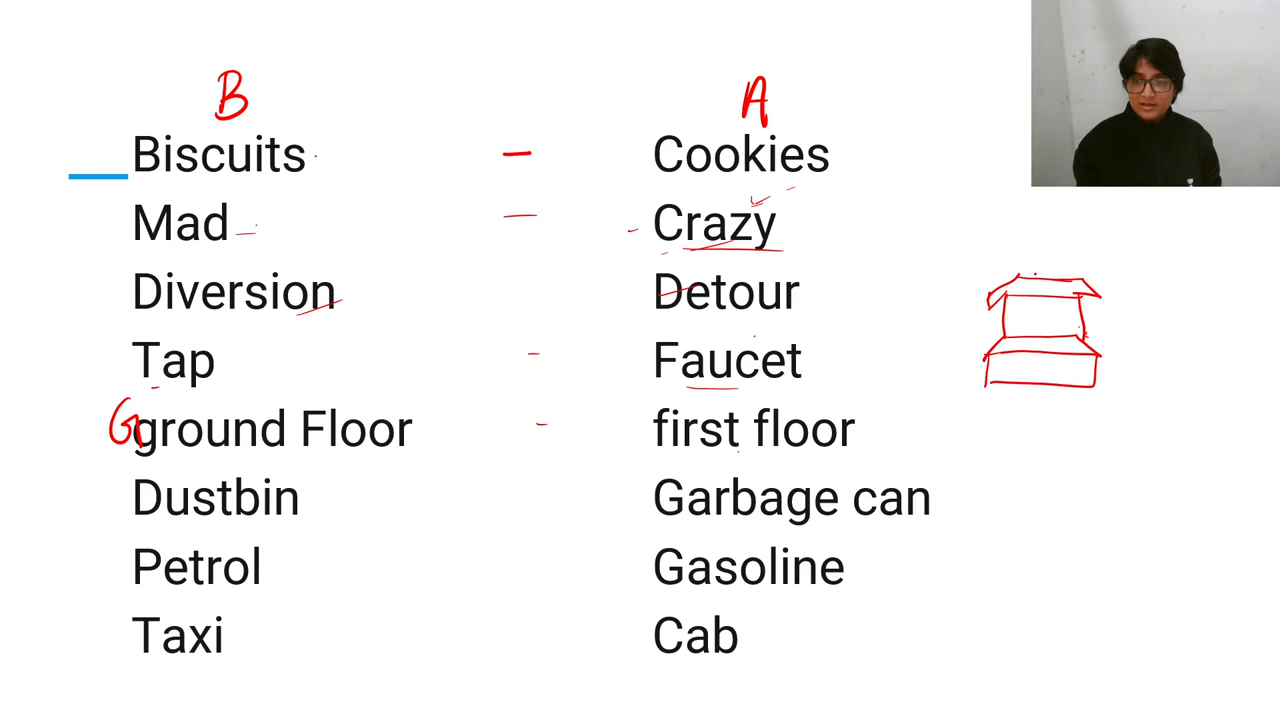 B A
Biscuits - Cookies
Mad - Crazy
Diversion Detour
Tap - Faucet
Gground Floor - first floor
Dustbin Garbage can
Petrol Gasoline
Taxi Cab